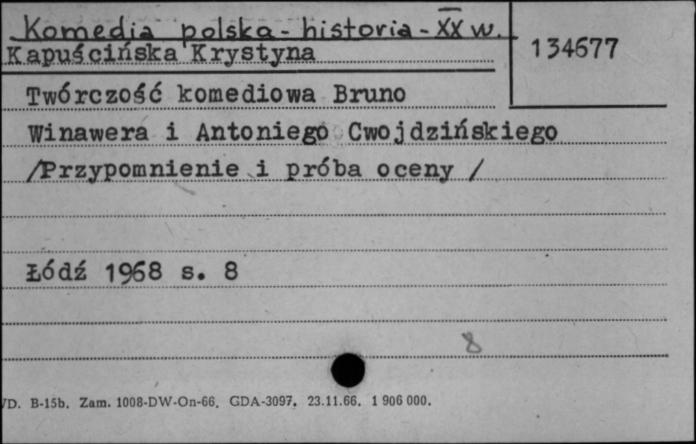 Komedia polska - historia - XX w.
Kapuścińska Krystyna
134677
Twórczość komediowa Bruno
Winawera i Antoniego Cwojdzińskiego
/Przypomnienie i próba oceny /
Łódź 1968 s. 8
8
WD. B-15b. Zam. 1008-DW-On-66. GDA-3097. 23.11.66. 1 906 000.